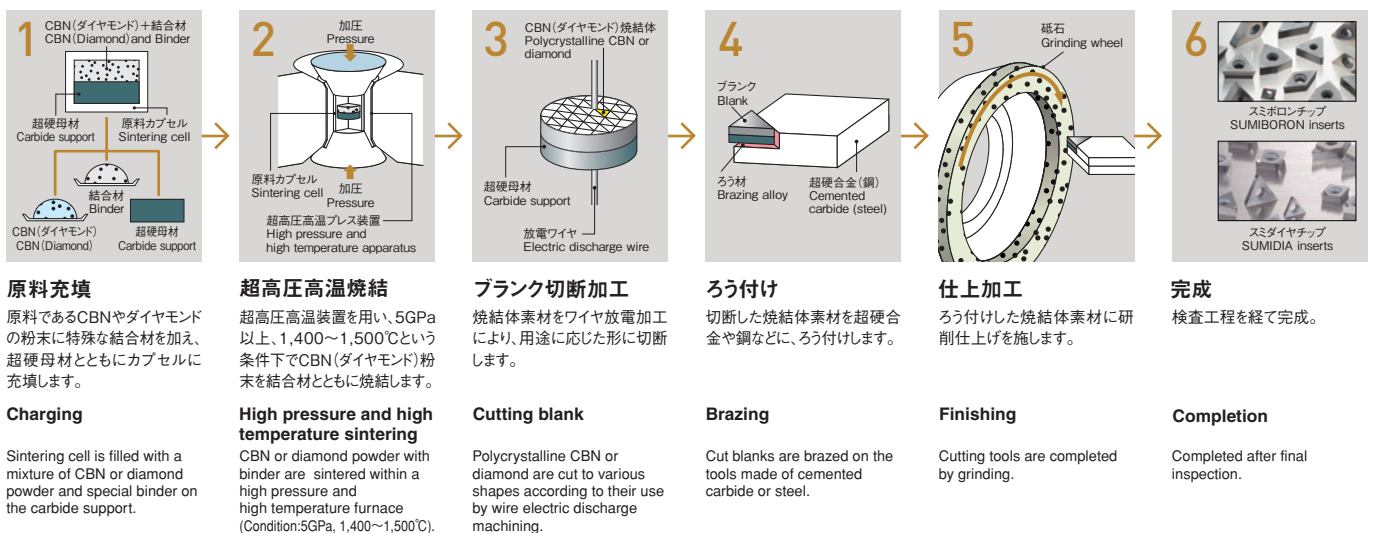 1
CBN（ダイヤモンド）＋結合材
CBN(Diamond)and Binder
超硬母材
Carbide support
原料カプセル
Sintering cell
結合材
Binder
CBN（ダイヤモンド）
CBN(Diamond)
超硬母材
Carbide support
原料充填
原料であるCBNやダイヤモンド
の粉末に特殊な結合材を加え、
超硬母材とともにカプセルに
充填します。
Charging
Sintering cell is filled with a
mixture of CBN or diamond
powder and special binder on
the carbide support.
2
加圧
Pressure
原料カプセル
Sintering cell
加圧
Pressure
超高圧高温プレス装置
High pressure and
high temperature apparatus
超高圧高温焼結
超高圧高温装置を用い、5GPa
以上、1,400〜1,500℃という
条件下でCBN（ダイヤモンド）粉
末を結合材とともに焼結します。
High pressure and high
temperature sintering
CBN or diamond powder with
binder are sintered within a
high pressure and
high temperature furnace
(Condition:5GPa, 1,400〜1,500℃).
3
CBN（ダイヤモンド）焼結体
Polycrystalline CBN or
diamond
超硬母材
Carbide support
放電ワイヤ
Electric discharge wire
ブランク切断加工
焼結体素材をワイヤ放電加工
により、用途に応じた形に切断
します。
Cutting blank
Polycrystalline CBN or
diamond are cut to various
shapes according to their use
by wire electric discharge
machining.
4
ブランク
Blank
ろう材
Brazing alloy
超硬合金（鋼）
Cemented
carbide (steel)
ろう付け
切断した焼結体素材を超硬合
金や鋼などに、ろう付けします。
Brazing
Cut blanks are brazed on the
tools made of cemented
carbide or steel.
5
砥石
Grinding wheel
仕上加工
ろう付けした焼結体素材に研
削仕上げを施します。
Finishing
Cutting tools are completed
by grinding.
6
スミボロンチップ
SUMIBORON inserts
スミダイヤチップ
SUMIDIA inserts
完成
検査工程を経て完成。
Completion
Completed after final
inspection.